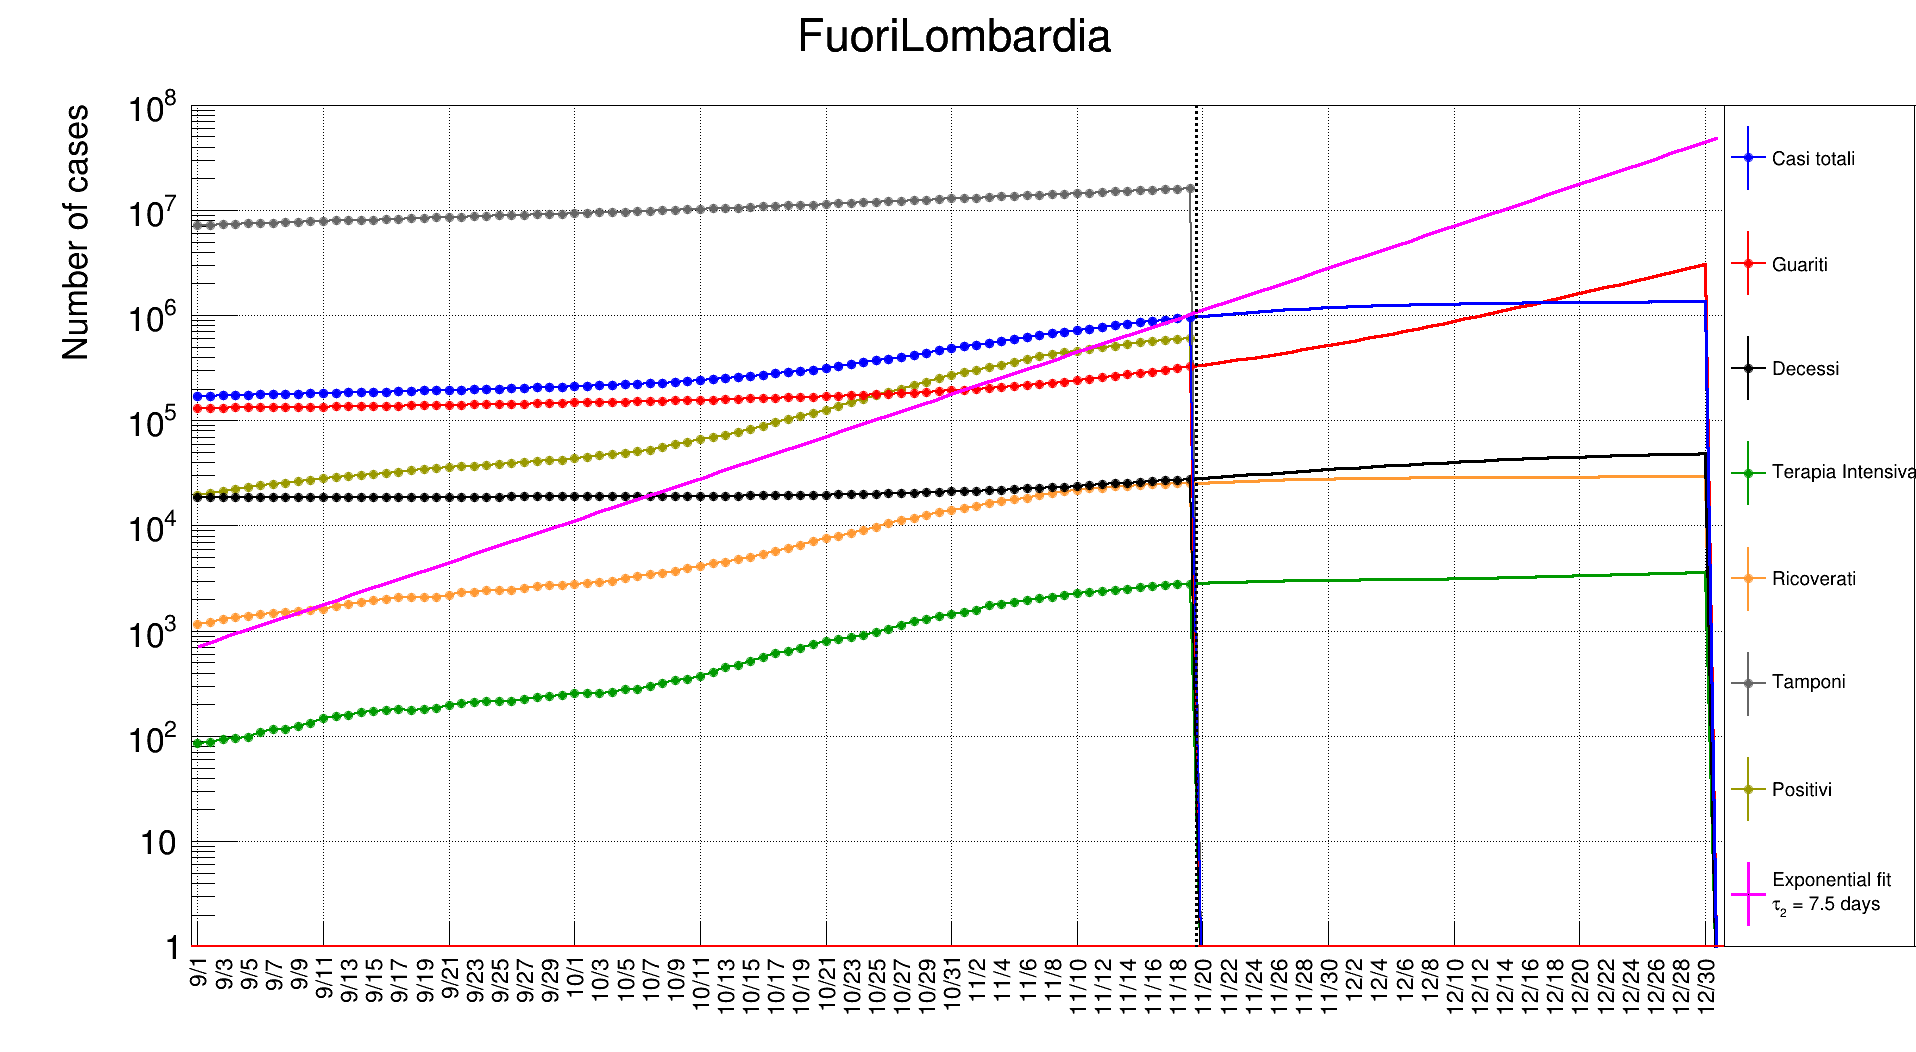 FuoriLombardia
Number of cases
10^8
10^7
10^6
10^5
10^4
10^3
10^2
10
1
9/1 9/3 9/5 9/7 9/9 9/11 9/13 9/15 9/17 9/19 9/21 9/23 9/25 9/27 9/29 10/1 10/3 10/5 10/7 10/9 10/11 10/13 10/15 10/17 10/19 10/21 10/23 10/25 10/27 10/29 10/31 11/2 11/4 11/6 11/8 11/10 11/12 11/14 11/16 11/18 11/20 11/22 11/24 11/26 11/28 11/30 12/2 12/4 12/6 12/8 12/10 12/12 12/14 12/16 12/18 12/20 12/22 12/24 12/26 12/28 12/30
Casi totali
Guariti
Decessi
Terapia Intensiva
Ricoverati
Tamponi
Positivi
Exponential fit
τ₂ = 7.5 days